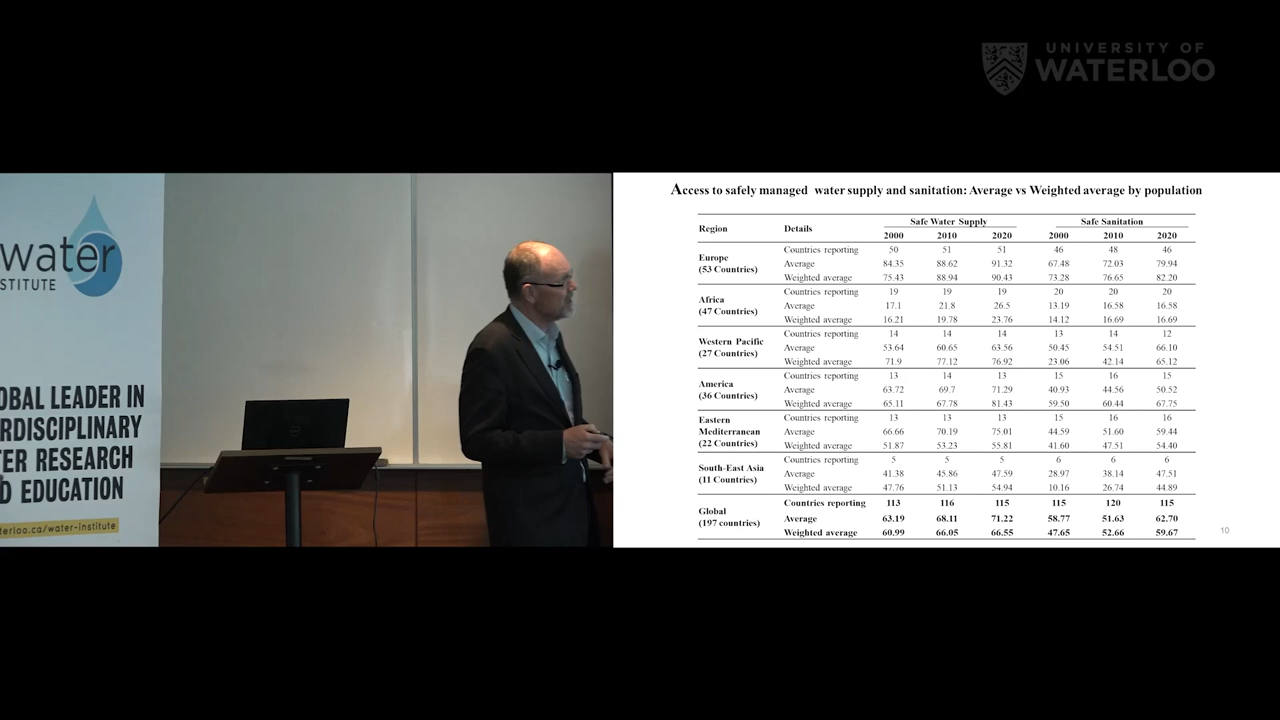 UNIVERSITY OF
WATERLOO
water
STITUTE
OBAL LEADER IN
RDISCIPLINARY
TER RESEARCH
D EDUCATION
terloo.ca/water-institute
Access to safely managed water supply and sanitation: Average vs Weighted average by population
Region Details Safe Water Supply Safe Sanitation
2000 2010 2020 2000 2010 2020
Europe (53 Countries)
Countries reporting 50 51 51 46 48 46
Average 84.35 88.62 91.32 67.48 72.03 79.94
Weighted average 75.43 88.94 90.43 73.28 76.65 82.20
Africa (47 Countries)
Countries reporting 19 19 19 20 20 20
Average 17.1 21.8 26.5 13.19 16.58 16.58
Weighted average 16.21 19.78 23.76 14.12 16.69 16.69
Western Pacific (27 Countries)
Countries reporting 14 14 14 13 14 12
Average 53.64 60.65 63.56 50.45 54.51 66.10
Weighted average 71.9 77.12 76.92 23.06 42.14 65.12
America (36 Countries)
Countries reporting 13 14 13 15 16 15
Average 63.72 69.7 71.29 40.93 44.56 50.52
Weighted average 65.11 67.78 81.43 59.50 60.44 67.75
Eastern Mediterranean (22 Countries)
Countries reporting 13 13 13 15 16 16
Average 66.66 70.19 75.01 44.59 51.60 59.44
Weighted average 51.87 53.23 55.81 41.60 47.51 54.40
South-East Asia (11 Countries)
Countries reporting 5 5 5 6 6 6
Average 41.38 45.86 47.59 28.97 38.14 47.51
Weighted average 47.76 51.13 54.94 10.16 26.74 44.89
Global (197 countries)
Countries reporting 113 116 115 115 120 115
Average 63.19 68.11 71.22 58.77 51.63 62.70
Weighted average 60.99 66.05 66.55 47.65 52.66 59.67
10